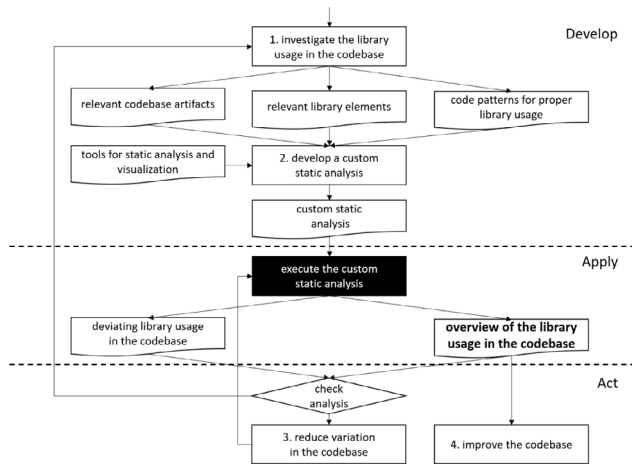 Develop
1. investigate the library
usage in the codebase
relevant codebase artifacts
relevant library elements
code patterns for proper
library usage
tools for static analysis and
visualization
2. develop a custom
static analysis
custom static
analysis
Apply
execute the custom
static analysis
deviating library usage
in the codebase
overview of the library
usage in the codebase
Act
check
analysis
3. reduce variation
in the codebase
4. improve the codebase